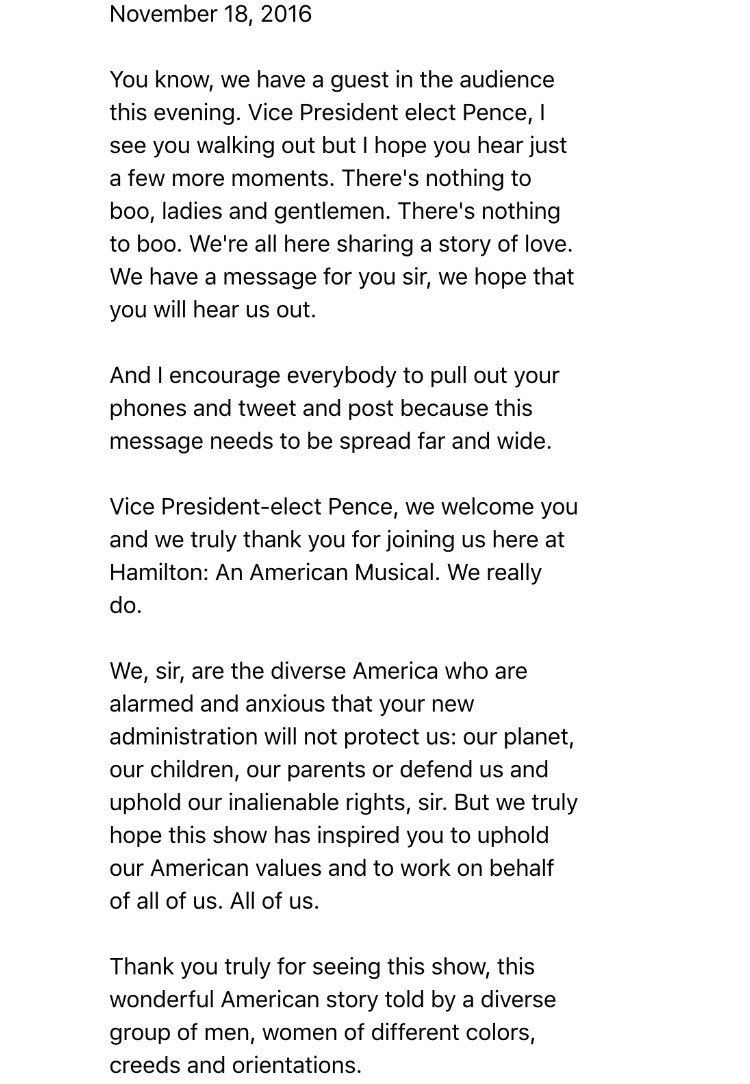 November 18, 2016
You know, we have a guest in the audience
this evening. Vice President elect Pence, I
see you walking out but I hope you hear just
a few more moments. There's nothing to
boo, ladies and gentlemen. There's nothing
to boo. We're all here sharing a story of love.
We have a message for you sir, we hope that
you will hear us out.
And I encourage everybody to pull out your
phones and tweet and post because this
message needs to be spread far and wide.
Vice President-elect Pence, we welcome you
and we truly thank you for joining us here at
Hamilton: An American Musical. We really
do.
We, sir, are the diverse America who are
alarmed and anxious that your new
administration will not protect us: our planet,
our children, our parents or defend us and
uphold our inalienable rights, sir. But we truly
hope this show has inspired you to uphold
our American values and to work on behalf
of all of us. All of us.
Thank you truly for seeing this show, this
wonderful American story told by a diverse
group of men, women of different colors,
creeds and orientations.